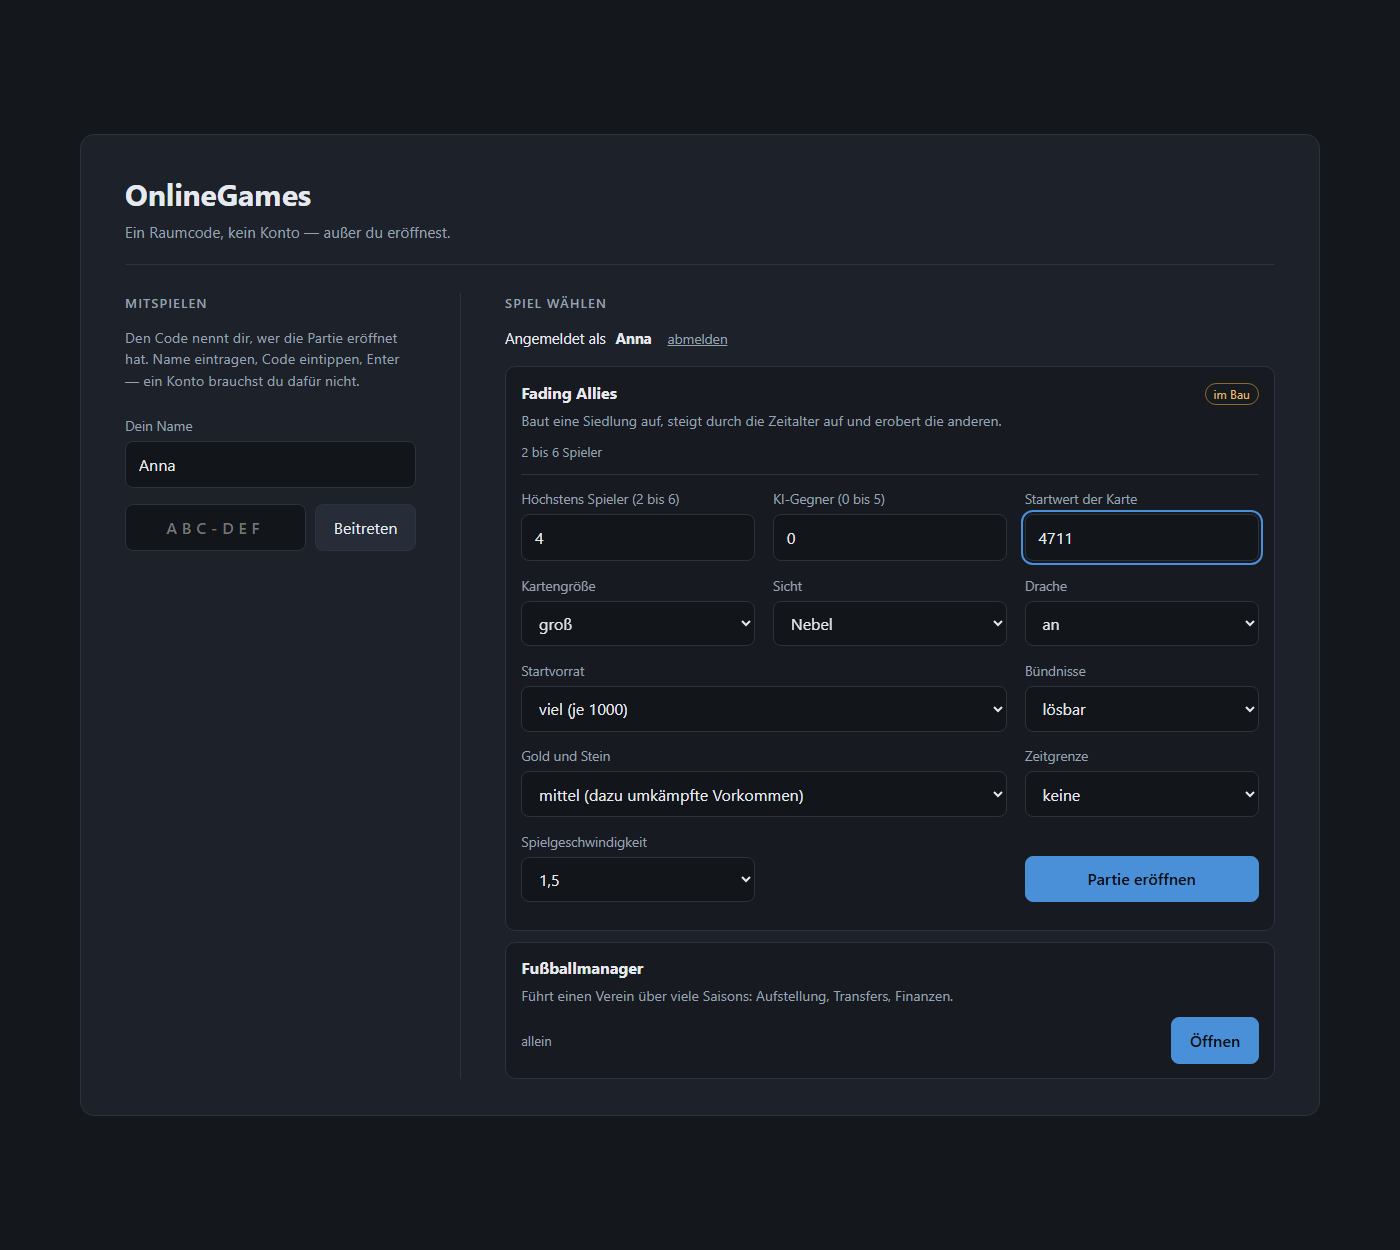 OnlineGames
Ein Raumcode, kein Konto — außer du eröffnest.
MITSPIELEN
Den Code nennt dir, wer die Partie eröffnet
hat. Name eintragen, Code eintippen, Enter
— ein Konto brauchst du dafür nicht.
Dein Name
Anna
ABC-DEF
Beitreten
SPIEL WÄHLEN
Angemeldet als Anna abmelden
Fading Allies
im Bau
Baut eine Siedlung auf, steigt durch die Zeitalter auf und erobert die anderen.
2 bis 6 Spieler
Höchstens Spieler (2 bis 6)
4
KI-Gegner (0 bis 5)
0
Startwert der Karte
4711
Kartengröße
groß
Sicht
Nebel
Drache
an
Startvorrat
viel (je 1000)
Bündnisse
lösbar
Gold und Stein
mittel (dazu umkämpfte Vorkommen)
Zeitgrenze
keine
Spielgeschwindigkeit
1,5
Partie eröffnen
Fußballmanager
Führt einen Verein über viele Saisons: Aufstellung, Transfers, Finanzen.
allein
Öffnen